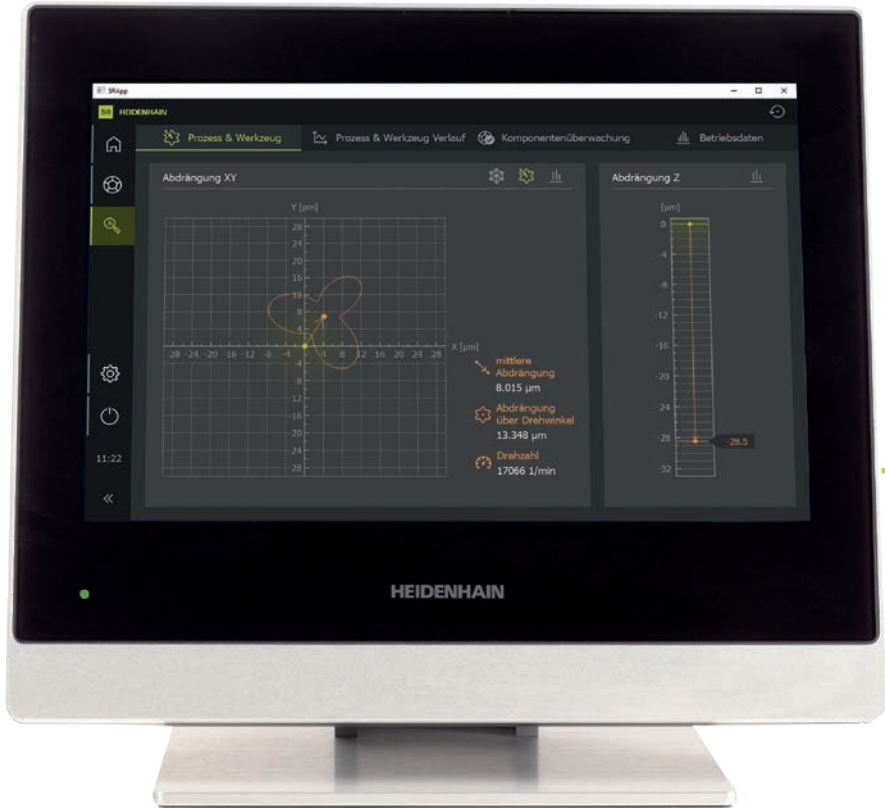 SRApp
SR HEIDENHAIN
Prozess & Werkzeug
Prozess & Werkzeug Verlauf
Komponentenüberwachung
Betriebsdaten
Abdrängung XY
Y [µm]
28
24
20
16
12
8
4
-28 -24 -20 -16 -12 -8 -4 4 8 12 16 20 24 28
X [µm]
-4
-8
-12
-16
-20
24
28
mittlere
Abdrängung
8.015 µm
Abdrängung
über Drehwinkel
13.348 µm
Drehzahl
17066 1/min
Abdrängung Z
[µm]
0
-4
-8
-12
-16
-20
-24
-28
-32
-28.5
11:22
HEIDENHAIN